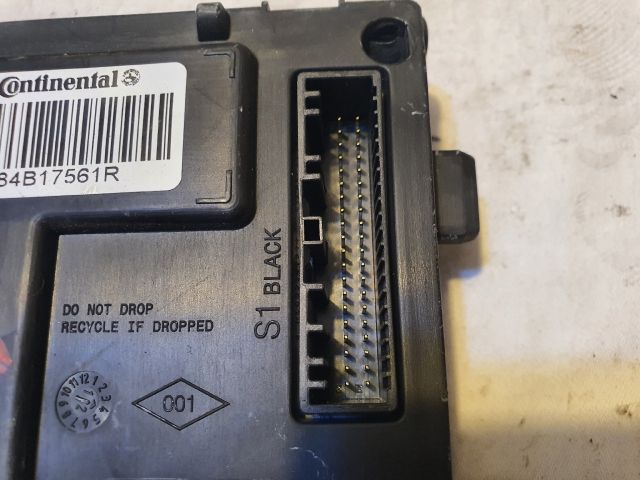 Continental
84B17561R
S1 BLACK
DO NOT DROP
RECYCLE IF DROPPED
001